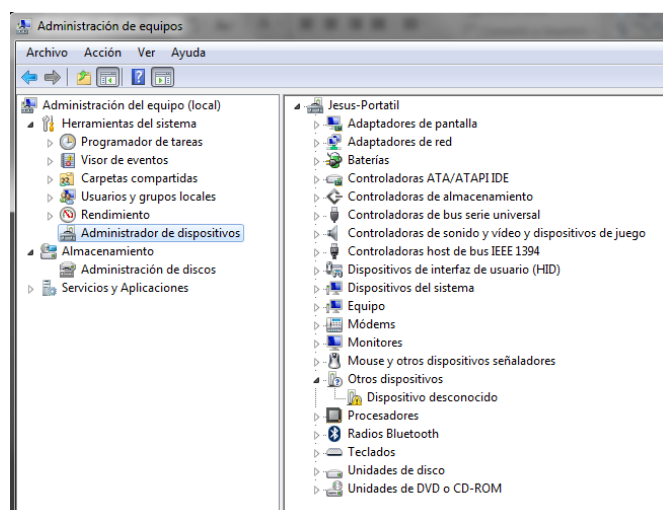 Administración de equipos
Archivo Acción Ver Ayuda
Administración del equipo (local)
Herramientas del sistema
Programador de tareas
Visor de eventos
Carpetas compartidas
Usuarios y grupos locales
Rendimiento
Administrador de dispositivos
Almacenamiento
Administración de discos
Servicios y Aplicaciones
Jesus-Portatil
Adaptadores de pantalla
Adaptadores de red
Baterías
Controladoras ATA/ATAPI IDE
Controladoras de almacenamiento
Controladoras de bus serie universal
Controladoras de sonido y vídeo y dispositivos de juego
Controladoras host de bus IEEE 1394
Dispositivos de interfaz de usuario (HID)
Dispositivos del sistema
Equipo
Módems
Monitores
Mouse y otros dispositivos señaladores
Otros dispositivos
Dispositivo desconocido
Procesadores
Radios Bluetooth
Teclados
Unidades de disco
Unidades de DVD o CD-ROM